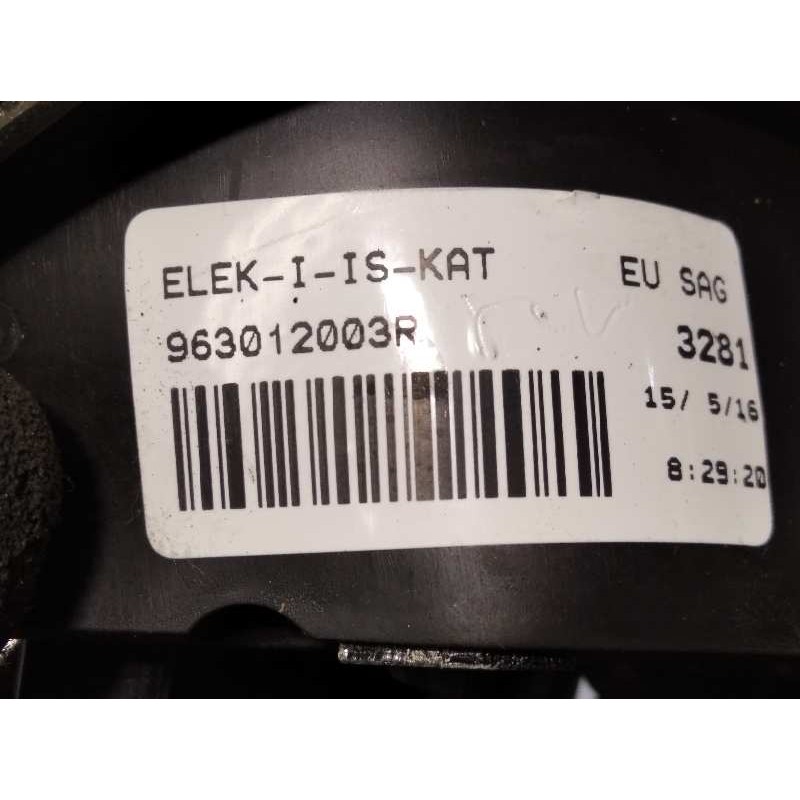 ELEK-I-IS-KAT EU SAG
963012003R 3281
15/ 5/16
8:29:20